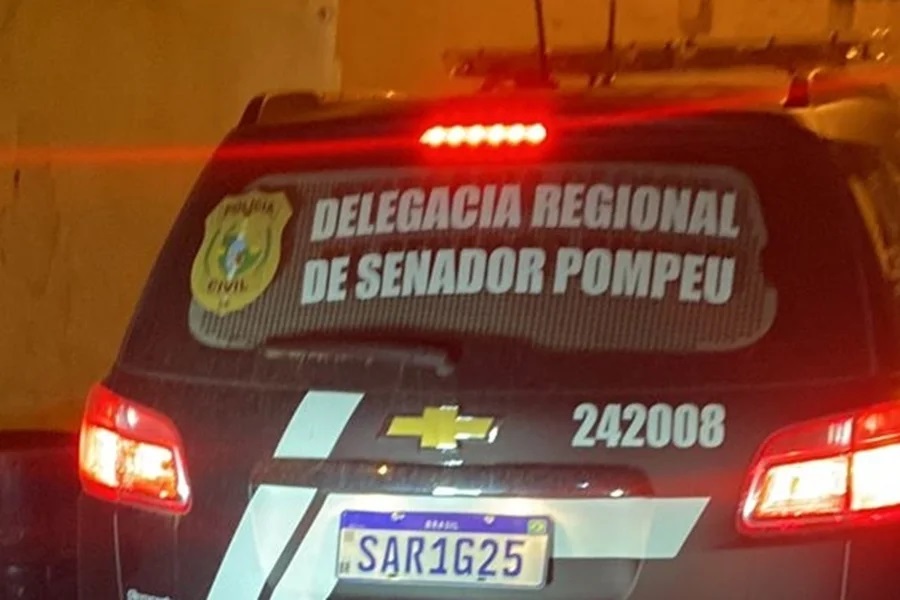 POLÍCIA
CIVIL
DELEGACIA REGIONAL
DE SENADOR POMPEU
242008
BRASIL
SAR1G25